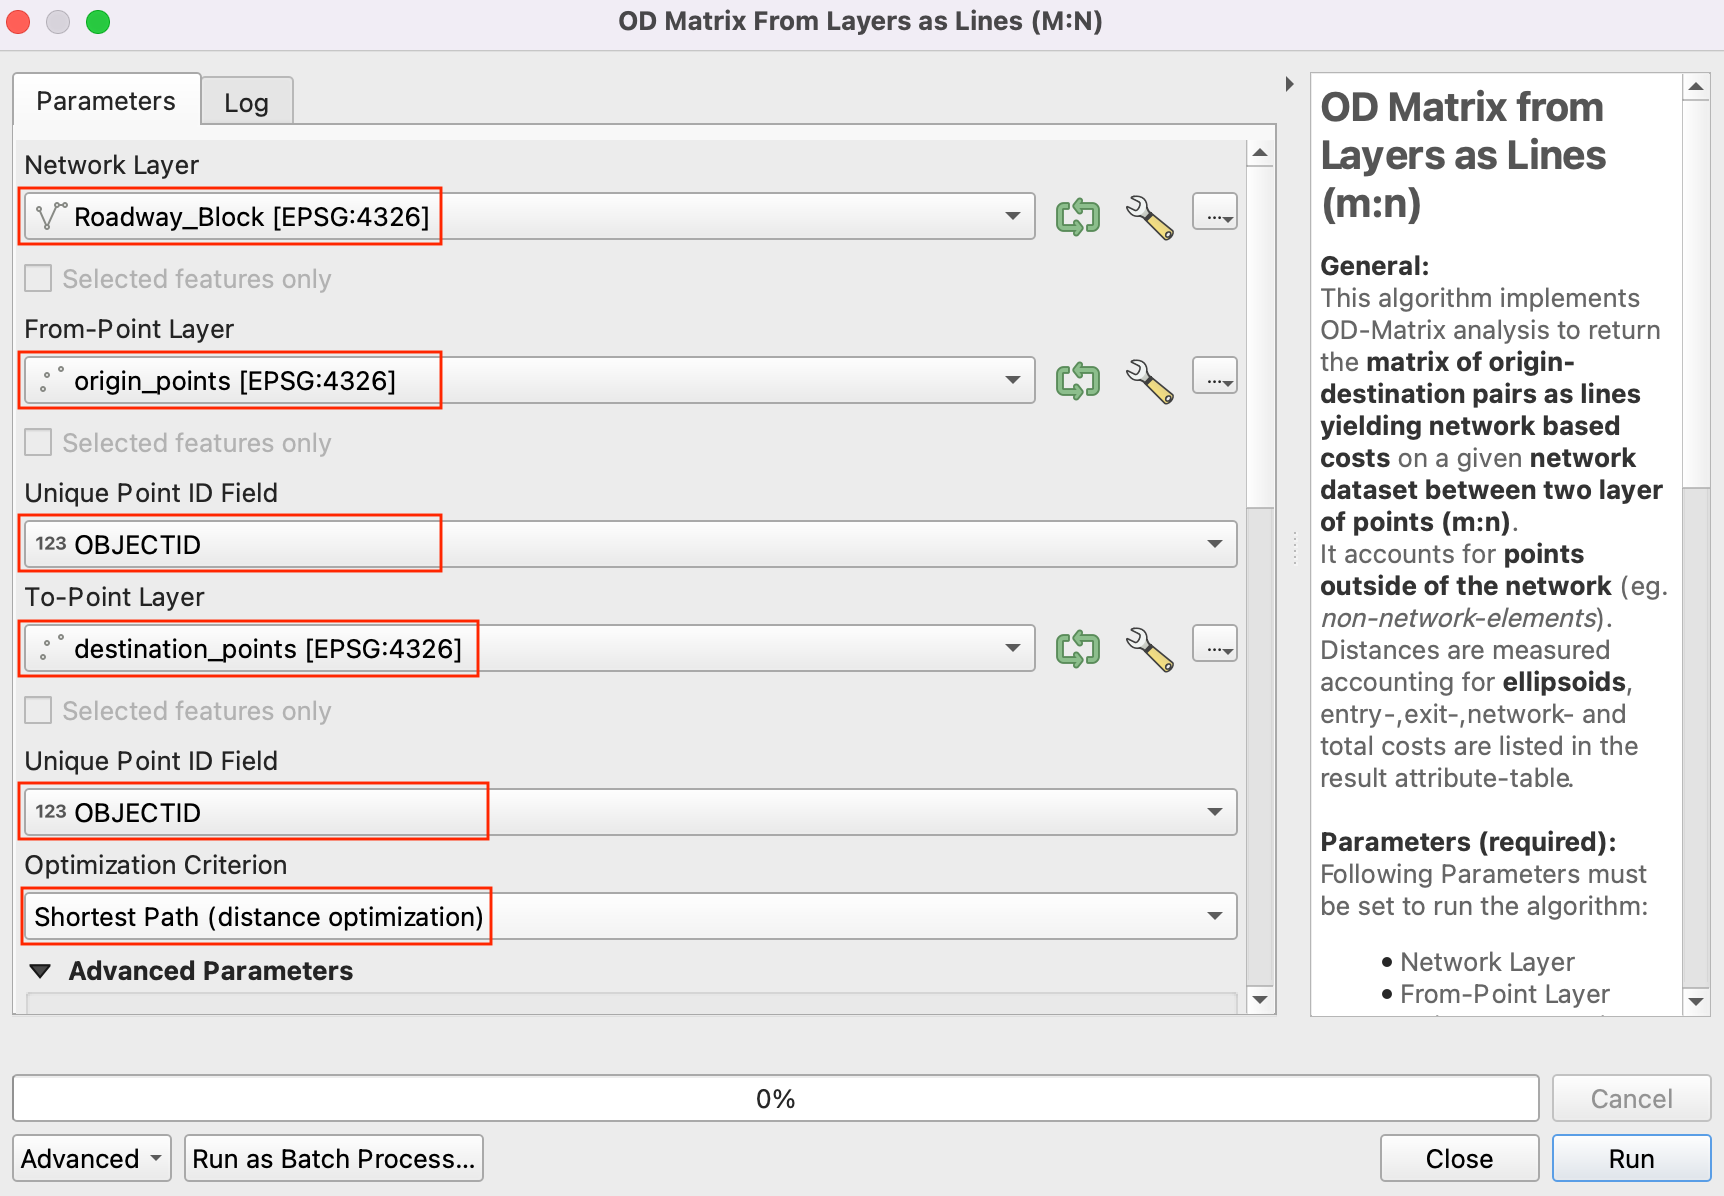 OD Matrix From Layers as Lines (M:N)
Parameters
Log
Network Layer
Roadway_Block [EPSG:4326]
...
Selected features only
From-Point Layer
origin_points [EPSG:4326]
...
Selected features only
Unique Point ID Field
123 OBJECTID
To-Point Layer
destination_points [EPSG:4326]
...
Selected features only
Unique Point ID Field
123 OBJECTID
Optimization Criterion
Shortest Path (distance optimization)
Advanced Parameters
OD Matrix from
Layers as Lines
(m:n)
General:
This algorithm implements
OD-Matrix analysis to return
the matrix of origin-
destination pairs as lines
yielding network based
costs on a given network
dataset between two layer
of points (m:n).
It accounts for points
outside of the network (eg.
non-network-elements).
Distances are measured
accounting for ellipsoids,
entry-,exit-,network- and
total costs are listed in the
result attribute-table.
Parameters (required):
Following Parameters must
be set to run the algorithm:
• Network Layer
• From-Point Layer
0%
Cancel
Advanced
Run as Batch Process...
Close
Run